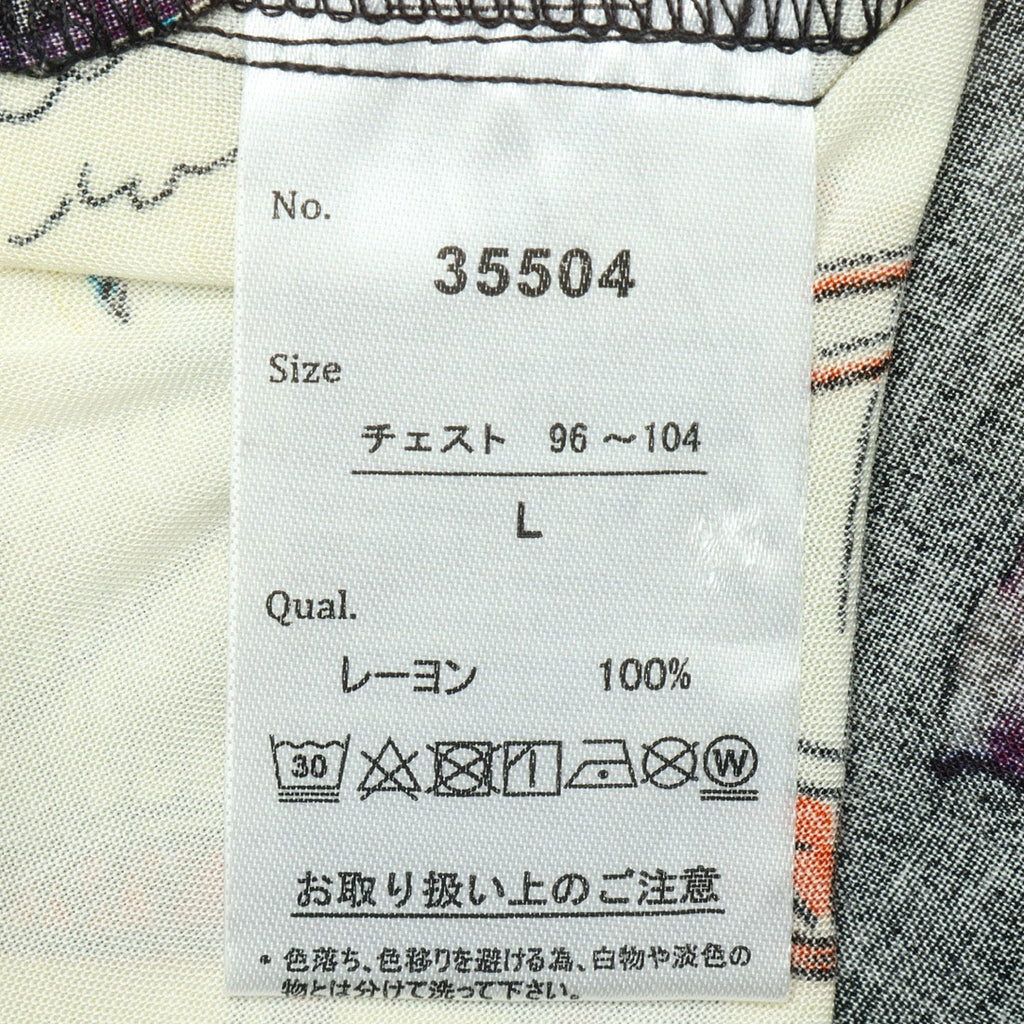 No.
35504
Size
チェスト 96～104
L
Qual.
レーヨン 100%
30 W
お取り扱い上のご注意
・色落ち、色移りを避ける為、白物や淡色の
物とは分けて洗って下さい。